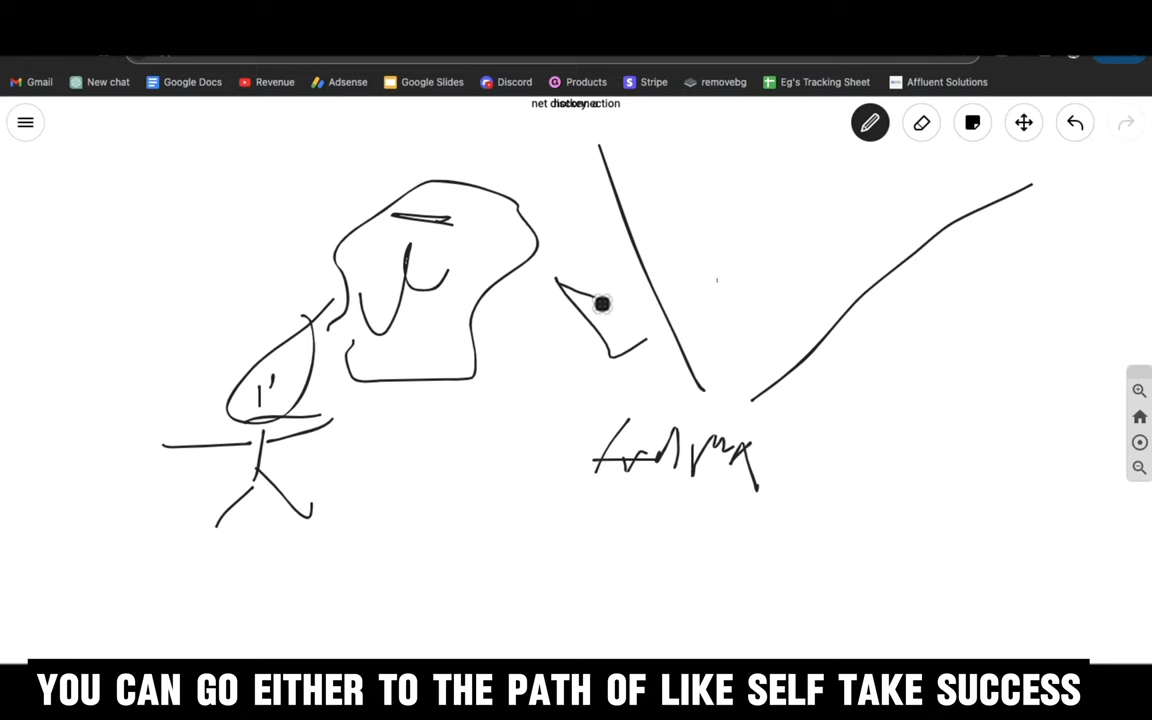 Gmail New chat Google Docs Revenue Adsense Google Slides Discord Products Stripe removebg Eg's Tracking Sheet Affluent Solutions
YOU CAN GO EITHER TO THE PATH OF LIKE SELF TAKE SUCCESS